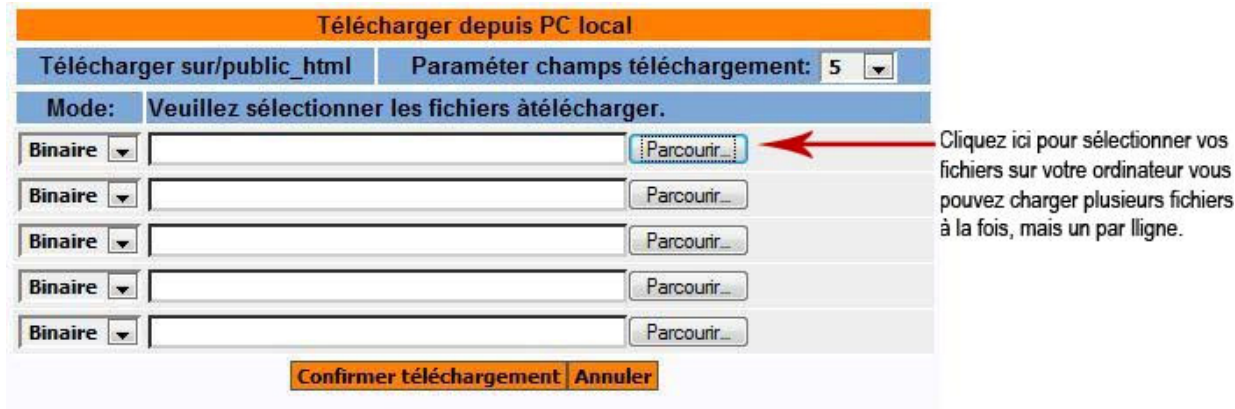 Télécharger depuis PC local
Télécharger sur/public_html Paraméter champs téléchargement: 5
Mode: Veuillez sélectionner les fichiers àtélécharger.
Binaire Parcourir...
Binaire Parcourir...
Binaire Parcourir...
Binaire Parcourir...
Binaire Parcourir...
Confirmer téléchargement Annuler
Cliquez ici pour sélectionner vos
fichiers sur votre ordinateur vous
pouvez charger plusieurs fichiers
à la fois, mais un par lligne.